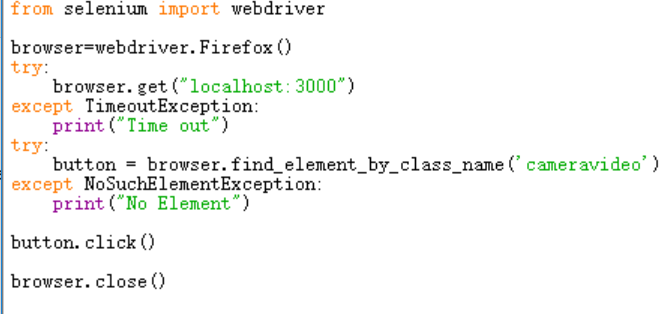 from selenium import webdriver
browser=webdriver.Firefox()
try:
    browser.get("localhost:3000")
except TimeoutException:
    print("Time out")
try:
    button = browser.find_element_by_class_name('cameravideo')
except NoSuchElementException:
    print("No Element")
button.click()
browser.close()